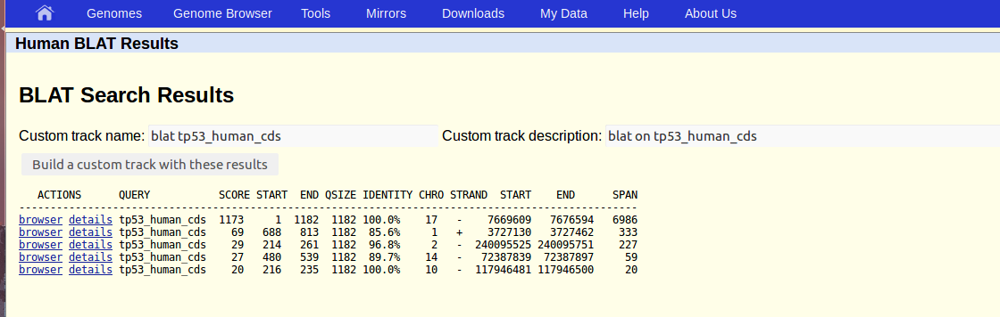 Genomes Genome Browser Tools Mirrors Downloads My Data Help About Us
Human BLAT Results
BLAT Search Results
Custom track name: blat tp53_human_cds Custom track description: blat on tp53_human_cds
Build a custom track with these results
ACTIONS QUERY SCORE START END QSIZE IDENTITY CHRO STRAND START END SPAN
---------------------------------------------------------------------------------------------------
browser details tp53_human_cds 1173 1 1182 1182 100.0% 17 - 7669609 7676594 6986
browser details tp53_human_cds 69 688 813 1182 85.6% 1 + 3727130 3727462 333
browser details tp53_human_cds 29 214 261 1182 96.8% 2 - 240095525 240095751 227
browser details tp53_human_cds 27 480 539 1182 89.7% 14 - 72387839 72387897 59
browser details tp53_human_cds 20 216 235 1182 100.0% 10 - 117946481 117946500 20